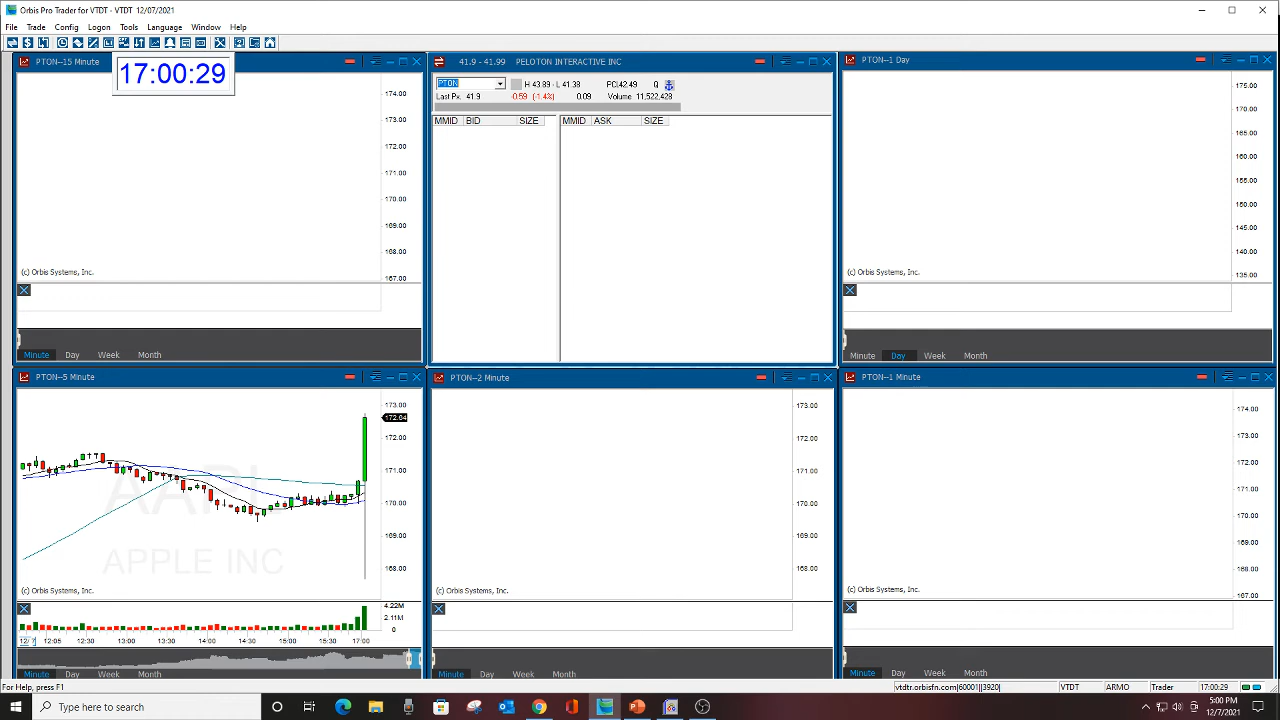 Orbis Pro Trader for VTDT - VTDT 12/07/2021
File Trade Config Logon Tools Language Window Help
PTON--15 Minute
17:00:29
174.00
173.00
172.00
171.00
170.00
169.00
168.00
167.00
(c) Orbis Systems, Inc.
Minute Day Week Month
41.9 - 41.99 PELOTON INTERACTIVE INC
PTON H 43.89 - L 41.38 PCl42.49 Q
Last Px. 41.9 -0.59 (-1.4%) 0.09 Volume 11,522,428
MMID BID SIZE MMID ASK SIZE
PTON--1 Day
175.00
170.00
165.00
160.00
155.00
150.00
145.00
140.00
135.00
(c) Orbis Systems, Inc.
Minute Day Week Month
PTON--5 Minute
173.00
172.64
172.00
171.00
170.00
169.00
168.00
AAPL
APPLE INC
(c) Orbis Systems, Inc.
4.22M
2.11M
0
12/7 12:05 12:30 13:00 13:30 14:00 14:30 15:00 15:30 17:00
Minute Day Week Month
PTON--2 Minute
173.00
172.00
171.00
170.00
169.00
168.00
(c) Orbis Systems, Inc.
Minute Day Week Month
PTON--1 Minute
174.00
173.00
172.00
171.00
170.00
169.00
168.00
167.00
(c) Orbis Systems, Inc.
Minute Day Week Month
For Help, press F1 vtdtr.orbisfn.com|60001||3920| VTDT ARMO Trader 17:00:29
Type here to search
5:00 PM
12/7/2021